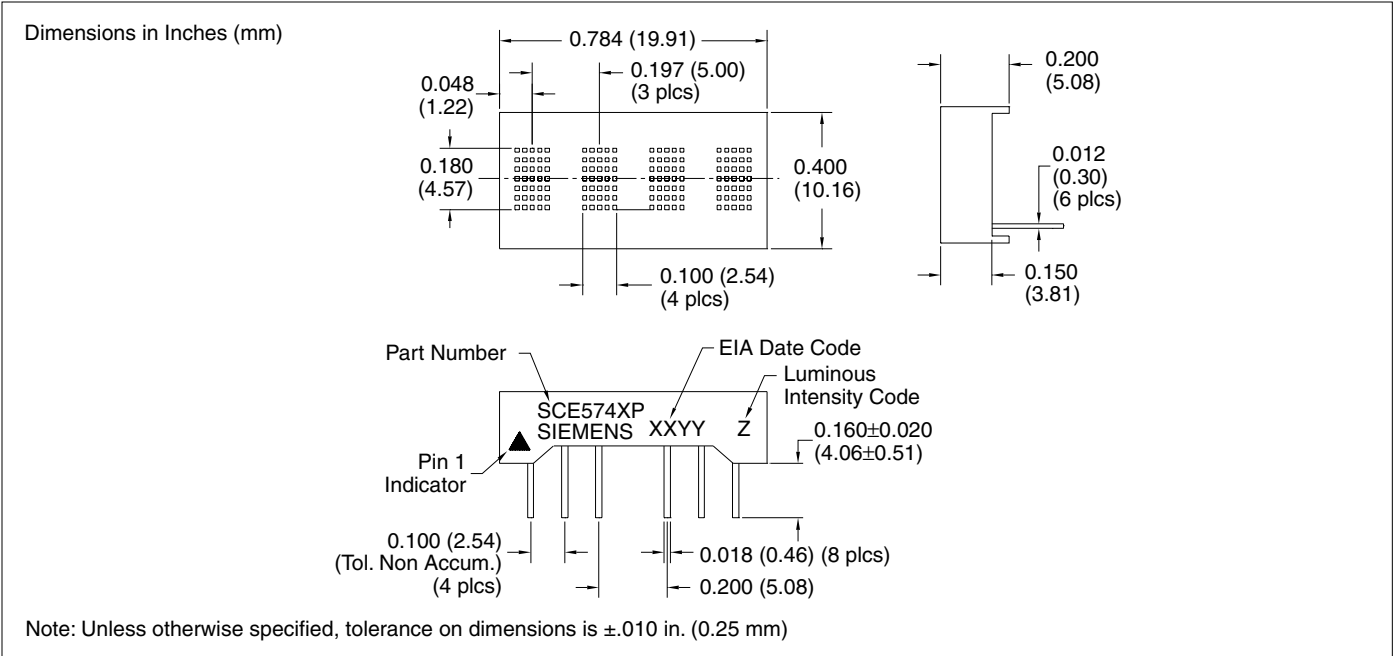 Dimensions in Inches (mm)
0.784 (19.91)
0.048
(1.22)
0.197 (5.00)
(3 plcs)
0.180
(4.57)
0.400
(10.16)
0.100 (2.54)
(4 plcs)
0.200
(5.08)
0.012
(0.30)
(6 plcs)
0.150
(3.81)
Part Number
EIA Date Code
Luminous
Intensity Code
SCE574XP
SIEMENS XXYY Z
Pin 1
Indicator
0.160±0.020
(4.06±0.51)
0.100 (2.54)
(Tol. Non Accum.)
(4 plcs)
0.018 (0.46) (8 plcs)
0.200 (5.08)
Note: Unless otherwise specified, tolerance on dimensions is ±.010 in. (0.25 mm)